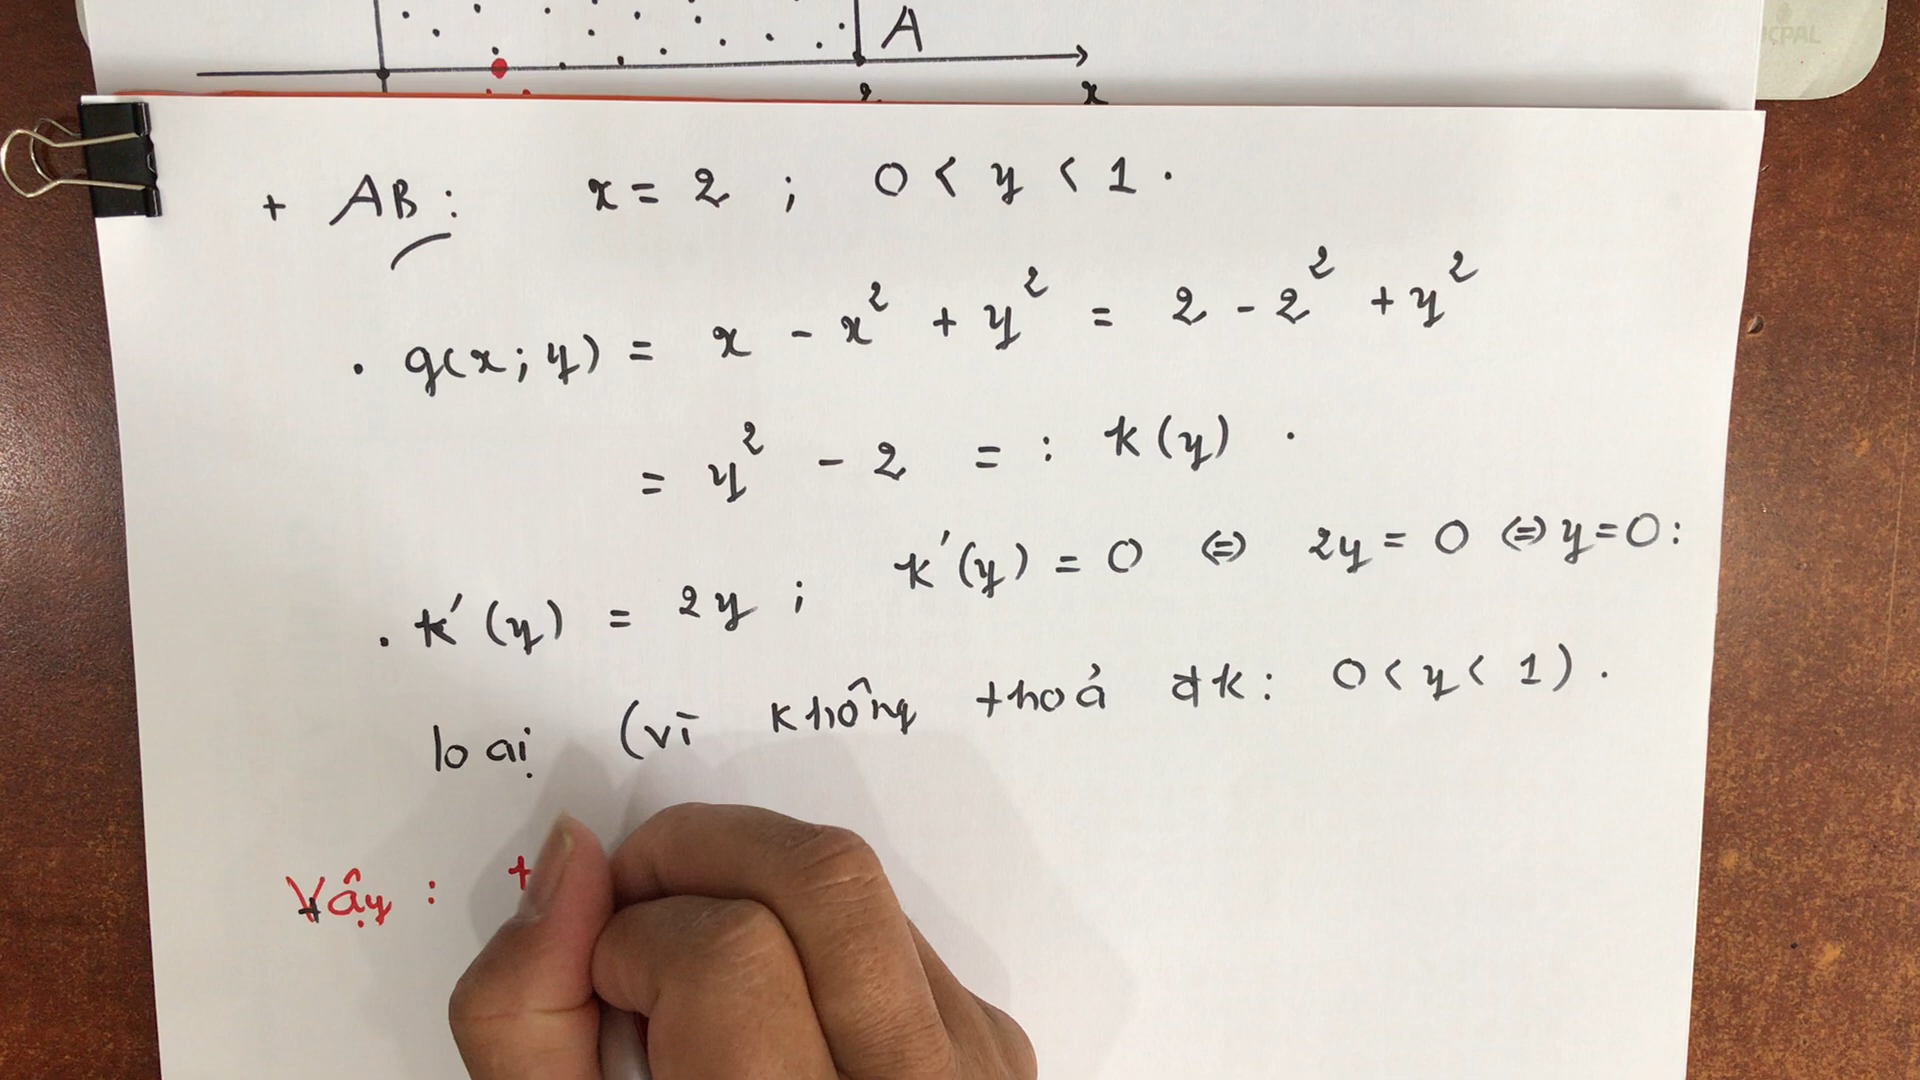 A
2
x
+ AB: x = 2 ; 0 < y < 1 .
. g(x; y) = x - x² + y² = 2 - 2² + y²
= y² - 2 = : k(y) .
. k'(y) = 2y ; k'(y) = 0 ⇔ 2y = 0 ⇔ y = 0 :
loại (vì không thoả đk: 0 < y < 1) .
Vậy : +